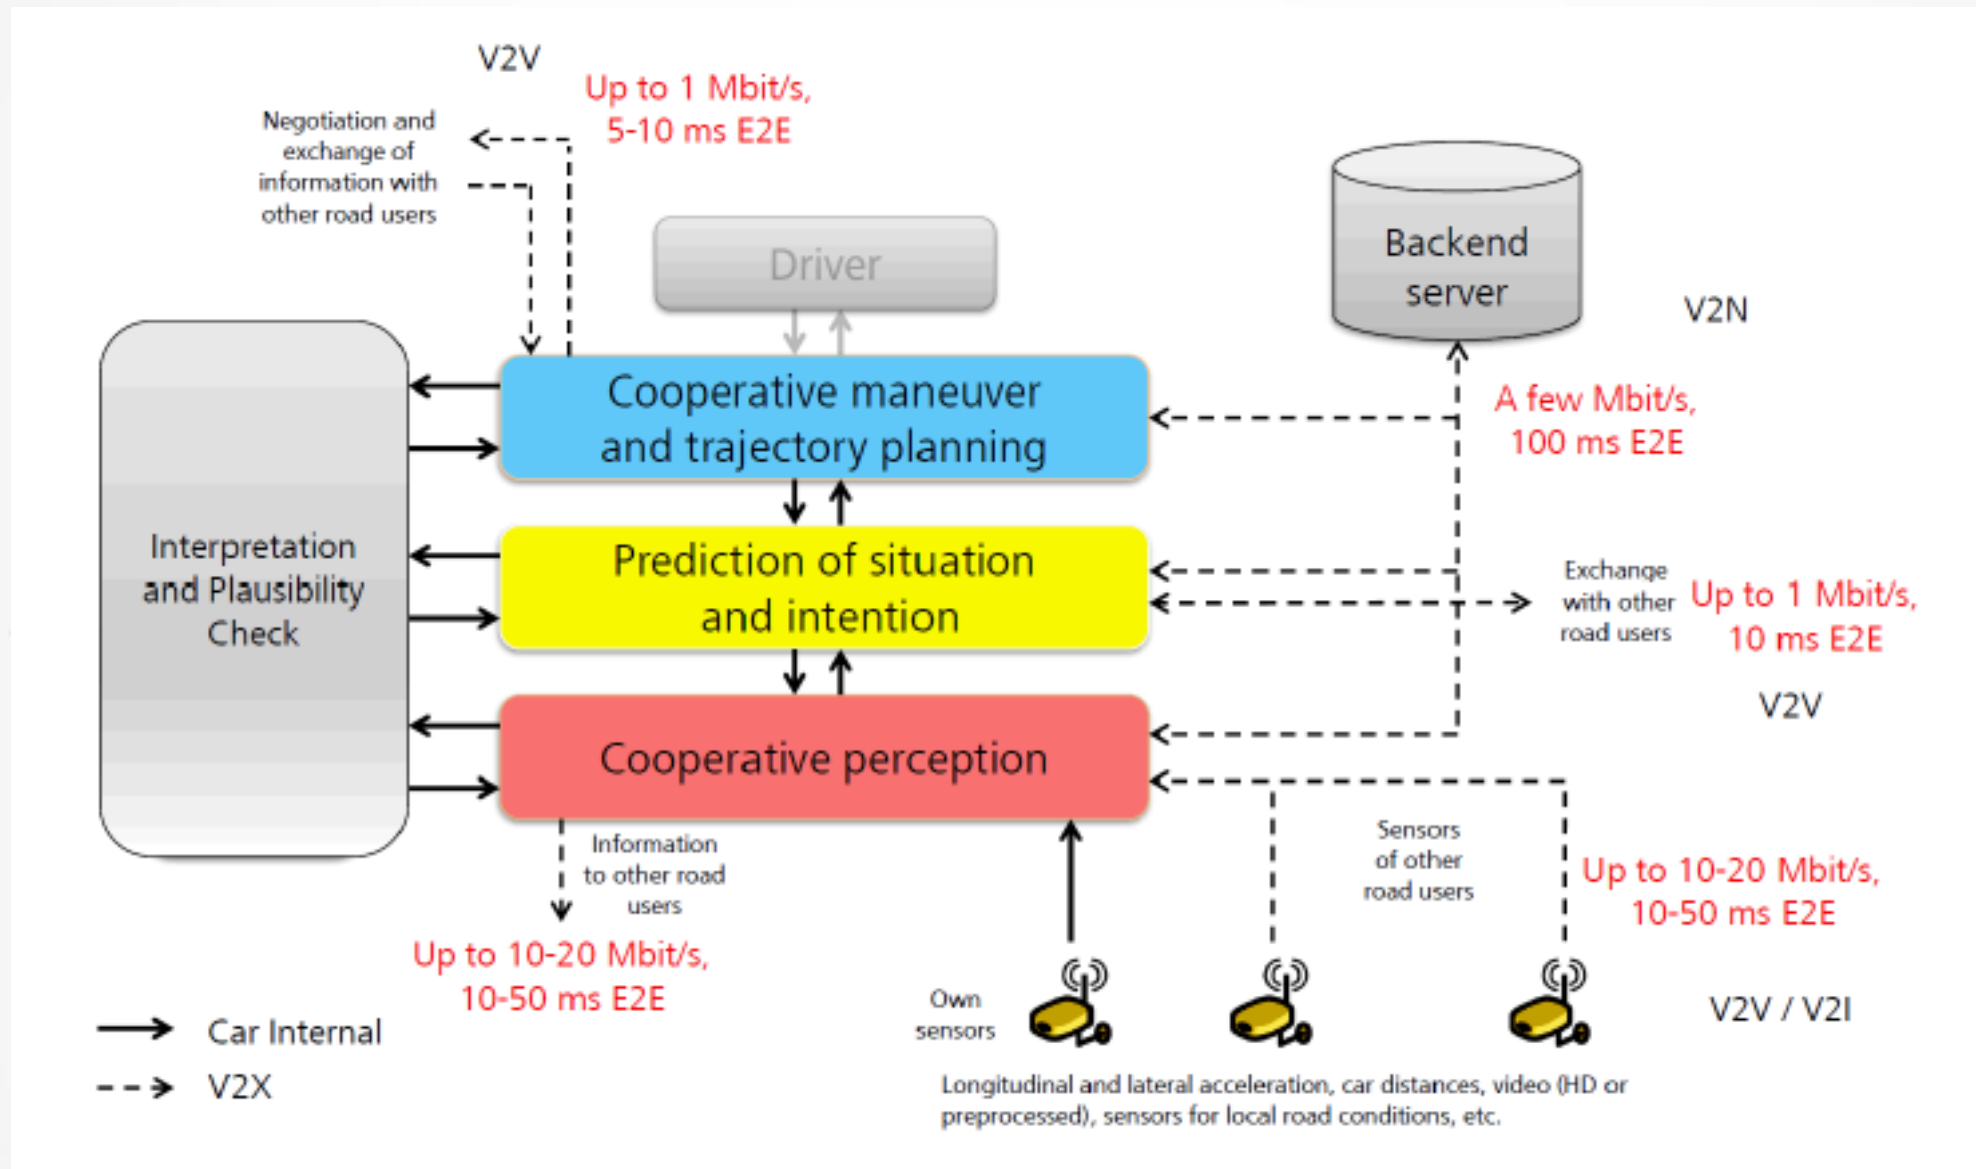 V2V
Up to 1 Mbit/s,
5-10 ms E2E
Negotiation and
exchange of
information with
other road users
Driver
Backend
server
V2N
A few Mbit/s,
100 ms E2E
Cooperative maneuver
and trajectory planning
Interpretation
and Plausibility
Check
Prediction of situation
and intention
Exchange
with other
road users
Up to 1 Mbit/s,
10 ms E2E
V2V
Cooperative perception
Information
to other road
users
Up to 10-20 Mbit/s,
10-50 ms E2E
Sensors
of other
road users
Up to 10-20 Mbit/s,
10-50 ms E2E
Own
sensors
V2V / V2I
Car Internal
V2X
Longitudinal and lateral acceleration, car distances, video (HD or
preprocessed), sensors for local road conditions, etc.